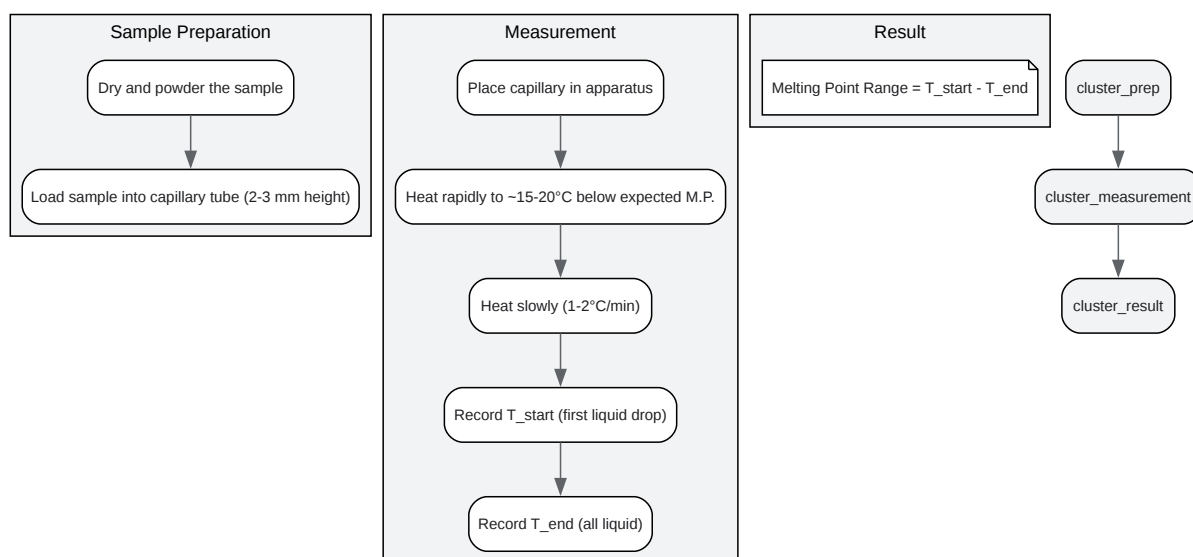 Sample Preparation
Dry and powder the sample
Load sample into capillary tube (2-3 mm height)
Measurement
Place capillary in apparatus
Heat rapidly to ~15-20°C below expected M.P.
Heat slowly (1-2°C/min)
Record T_start (first liquid drop)
Record T_end (all liquid)
Result
Melting Point Range = T_start - T_end
cluster_prep
cluster_measurement
cluster_result